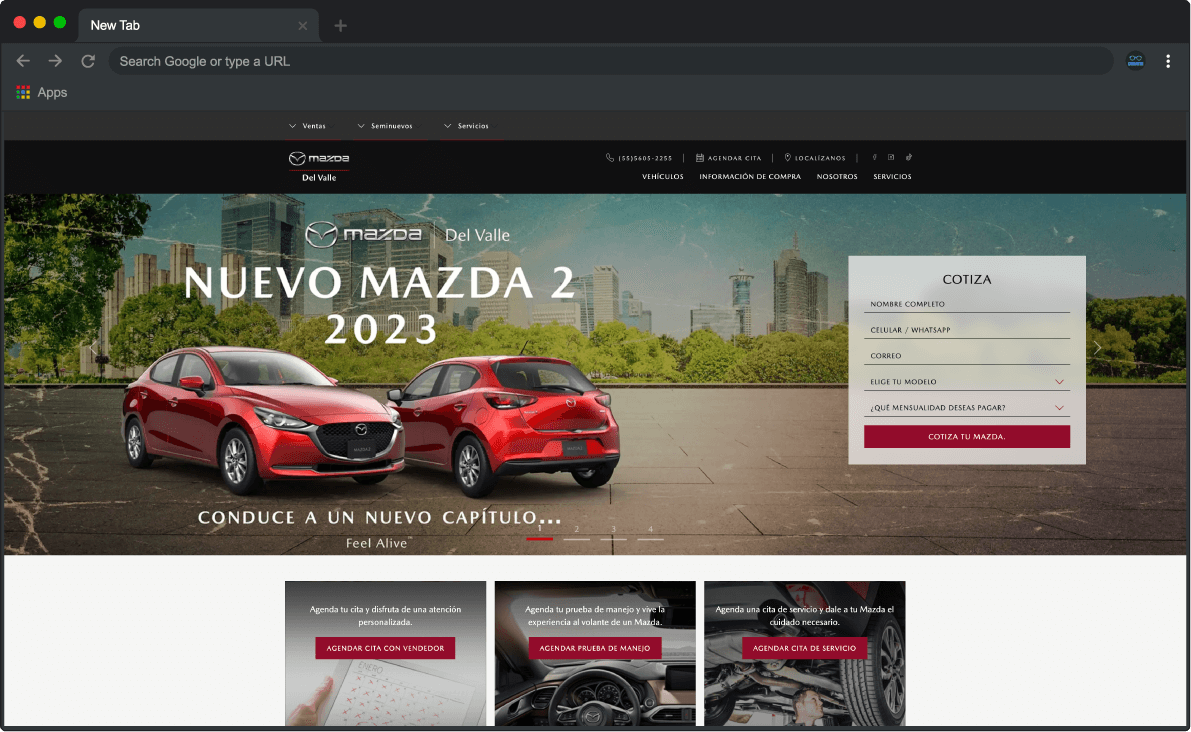 New Tab
Search Google or type a URL
Apps
Ventas
Seminuevos
Servicios
mazda
Del Valle
(55)5605-2255
AGENDAR CITA
LOCALÍZANOS
VEHÍCULOS
INFORMACIÓN DE COMPRA
NOSOTROS
SERVICIOS
mazda Del Valle
NUEVO MAZDA 2
2023
CONDUCE A UN NUEVO CAPÍTULO...
Feel Alive™
1 2 3 4
COTIZA
NOMBRE COMPLETO
CELULAR / WHATSAPP
CORREO
ELIGE TU MODELO
¿QUÉ MENSUALIDAD DESEAS PAGAR?
COTIZA TU MAZDA.
Agenda tu cita y disfruta de una atención
personalizada.
AGENDAR CITA CON VENDEDOR
ENERO
Agenda tu prueba de manejo y vive la
experiencia al volante de un Mazda.
AGENDAR PRUEBA DE MANEJO
Agenda una cita de servicio y dale a tu Mazda el
cuidado necesario.
AGENDAR CITA DE SERVICIO